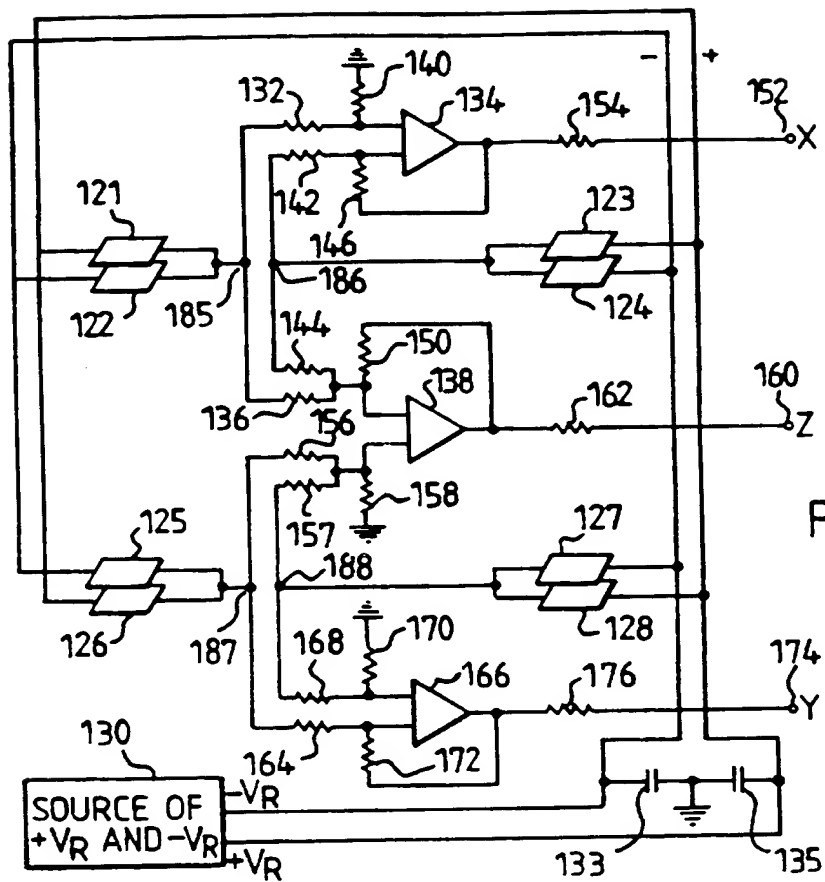 - +
132 140 134 154 152 X
142 146
121 123
122 185 186 124
144 150 138 160
136 162 Z
156
157 158 P
125 127
126 187 188 128
168 170 166 176 174
Y
164 172
130
-VR
SOURCE OF
+VR AND -VR
+VR
133 135